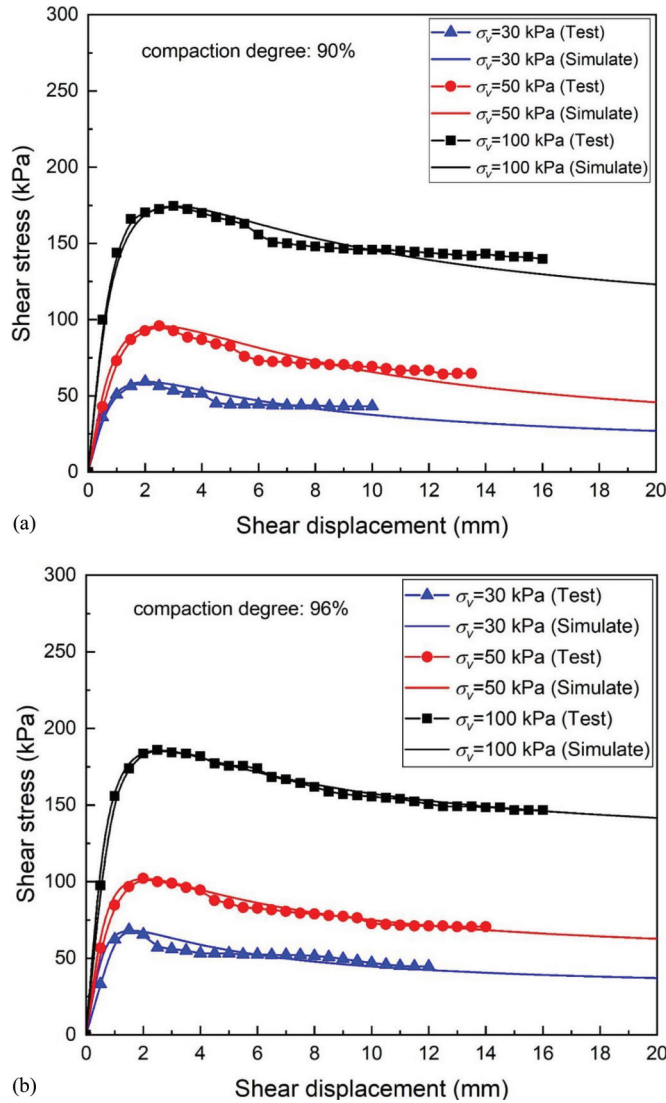 300
250
200
150
100
50
0
Shear stress (kPa)
compaction degree: 90%
σv=30 kPa (Test)
σv=30 kPa (Simulate)
σv=50 kPa (Test)
σv=50 kPa (Simulate)
σv=100 kPa (Test)
σv=100 kPa (Simulate)
0 2 4 6 8 10 12 14 16 18 20
(a)
Shear displacement (mm)
300
250
200
150
100
50
0
Shear stress (kPa)
compaction degree: 96%
σv=30 kPa (Test)
σv=30 kPa (Simulate)
σv=50 kPa (Test)
σv=50 kPa (Simulate)
σv=100 kPa (Test)
σv=100 kPa (Simulate)
0 2 4 6 8 10 12 14 16 18 20
(b)
Shear displacement (mm)